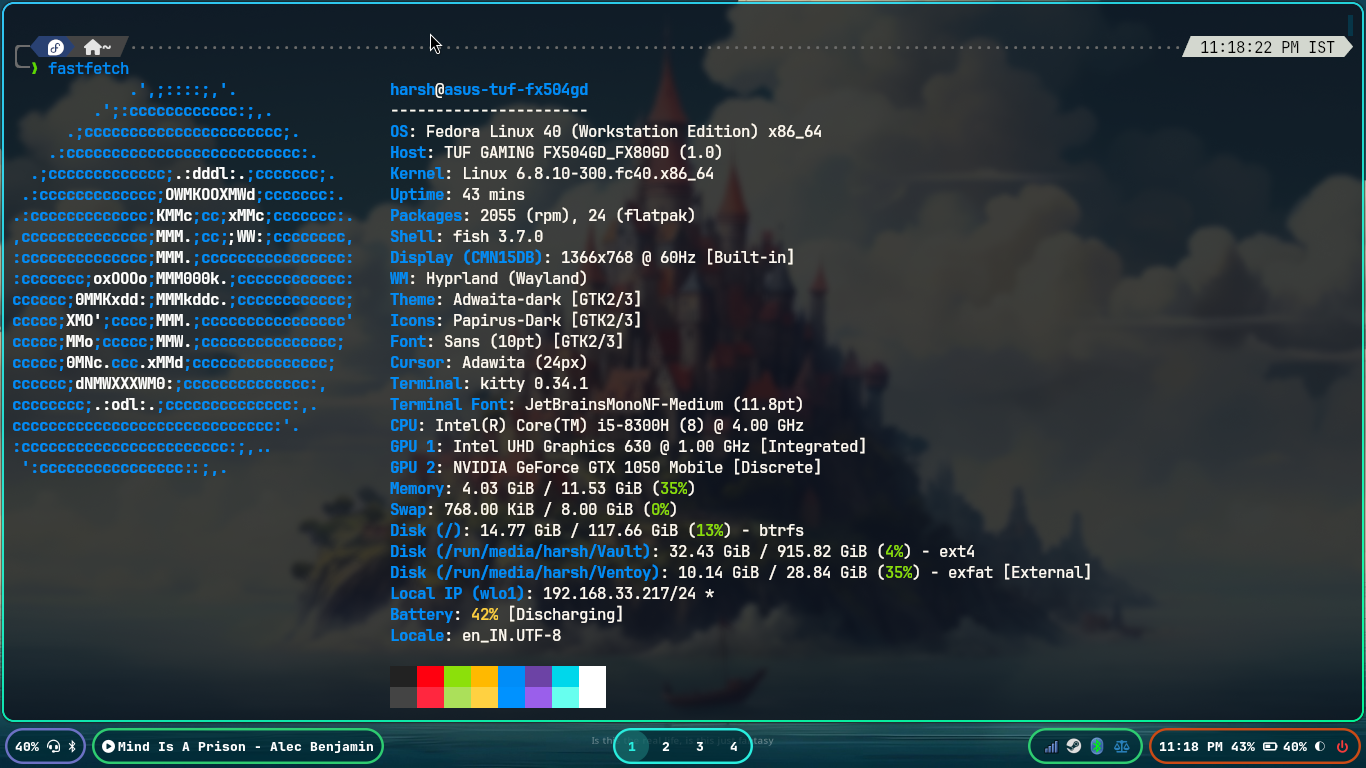 ~
11:18:22 PM IST
❯ fastfetch
.',;::::;,'.
.';:cccccccccccc:;,.
.;cccccccccccccccccccccc;.
.:cccccccccccccccccccccccccc:.
.;ccccccccccccc;.:dddl:.;ccccccc;.
.:ccccccccccccc;OWMKOOXMWd;ccccccc:.
.:ccccccccccccc;KMMc;cc;xMMc;ccccccc:.
,cccccccccccccc;MMM.;cc;;WW:;cccccccc,
:cccccccccccccc;MMM.;cccccccccccccccc:
:ccccccc;oxOOOo;MMM000k.;cccccccccccc:
cccccc;0MMKxdd:;MMMkddc.;cccccccccccc;
ccccc;XMO';cccc;MMM.;cccccccccccccccc'
ccccc;MMo;ccccc;MMW.;ccccccccccccccc;
ccccc;0MNc.ccc.xMMd;ccccccccccccccc;
cccccc;dNMWXXXWM0:;cccccccccccccc:,
cccccccc;.:odl:.;cccccccccccccc:,.
ccccccccccccccccccccccccccccc:'.
:ccccccccccccccccccccccc:;,..
':cccccccccccccccc::;,.
harsh@asus-tuf-fx504gd
----------------------
OS: Fedora Linux 40 (Workstation Edition) x86_64
Host: TUF GAMING FX504GD_FX80GD (1.0)
Kernel: Linux 6.8.10-300.fc40.x86_64
Uptime: 43 mins
Packages: 2055 (rpm), 24 (flatpak)
Shell: fish 3.7.0
Display (CMN15DB): 1366x768 @ 60Hz [Built-in]
WM: Hyprland (Wayland)
Theme: Adwaita-dark [GTK2/3]
Icons: Papirus-Dark [GTK2/3]
Font: Sans (10pt) [GTK2/3]
Cursor: Adawita (24px)
Terminal: kitty 0.34.1
Terminal Font: JetBrainsMonoNF-Medium (11.8pt)
CPU: Intel(R) Core(TM) i5-8300H (8) @ 4.00 GHz
GPU 1: Intel UHD Graphics 630 @ 1.00 GHz [Integrated]
GPU 2: NVIDIA GeForce GTX 1050 Mobile [Discrete]
Memory: 4.03 GiB / 11.53 GiB (35%)
Swap: 768.00 KiB / 8.00 GiB (0%)
Disk (/): 14.77 GiB / 117.66 GiB (13%) - btrfs
Disk (/run/media/harsh/Vault): 32.43 GiB / 915.82 GiB (4%) - ext4
Disk (/run/media/harsh/Ventoy): 10.14 GiB / 28.84 GiB (35%) - exfat [External]
Local IP (wlo1): 192.168.33.217/24 *
Battery: 42% [Discharging]
Locale: en_IN.UTF-8
40%
Mind Is A Prison - Alec Benjamin
Is th
1 2 3 4
11:18 PM 43% 40%